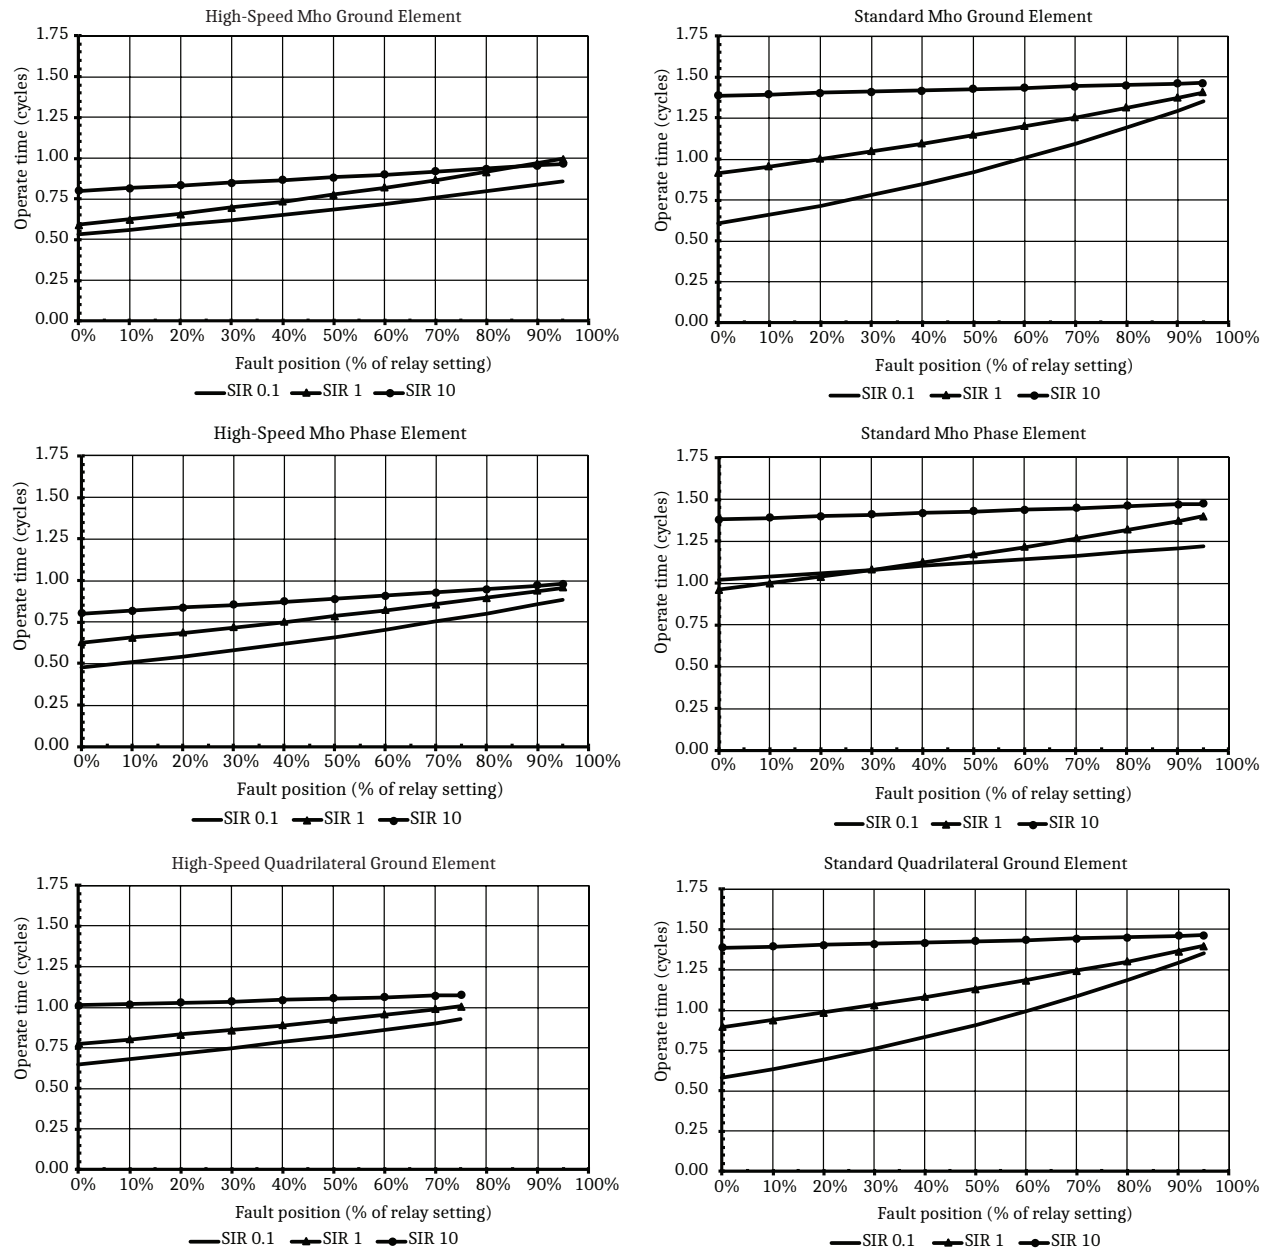 High-Speed Mho Ground Element
1.75
1.50
1.25
1.00
0.75
0.50
0.25
0.00
Operate time (cycles)
0% 10% 20% 30% 40% 50% 60% 70% 80% 90% 100%
Fault position (% of relay setting)
SIR 0.1 SIR 1 SIR 10
Standard Mho Ground Element
1.75
1.50
1.25
1.00
0.75
0.50
0.25
0.00
Operate time (cycles)
0% 10% 20% 30% 40% 50% 60% 70% 80% 90% 100%
Fault position (% of relay setting)
SIR 0.1 SIR 1 SIR 10
High-Speed Mho Phase Element
1.75
1.50
1.25
1.00
0.75
0.50
0.25
0.00
Operate time (cycles)
0% 10% 20% 30% 40% 50% 60% 70% 80% 90% 100%
Fault position (% of relay setting)
SIR 0.1 SIR 1 SIR 10
Standard Mho Phase Element
1.75
1.50
1.25
1.00
0.75
0.50
0.25
0.00
Operate time (cycles)
0% 10% 20% 30% 40% 50% 60% 70% 80% 90% 100%
Fault position (% of relay setting)
SIR 0.1 SIR 1 SIR 10
High-Speed Quadrilateral Ground Element
1.75
1.50
1.25
1.00
0.75
0.50
0.25
0.00
Operate time (cycles)
0% 10% 20% 30% 40% 50% 60% 70% 80% 90% 100%
Fault position (% of relay setting)
SIR 0.1 SIR 1 SIR 10
Standard Quadrilateral Ground Element
1.75
1.50
1.25
1.00
0.75
0.50
0.25
0.00
Operate time (cycles)
0% 10% 20% 30% 40% 50% 60% 70% 80% 90% 100%
Fault position (% of relay setting)
SIR 0.1 SIR 1 SIR 10